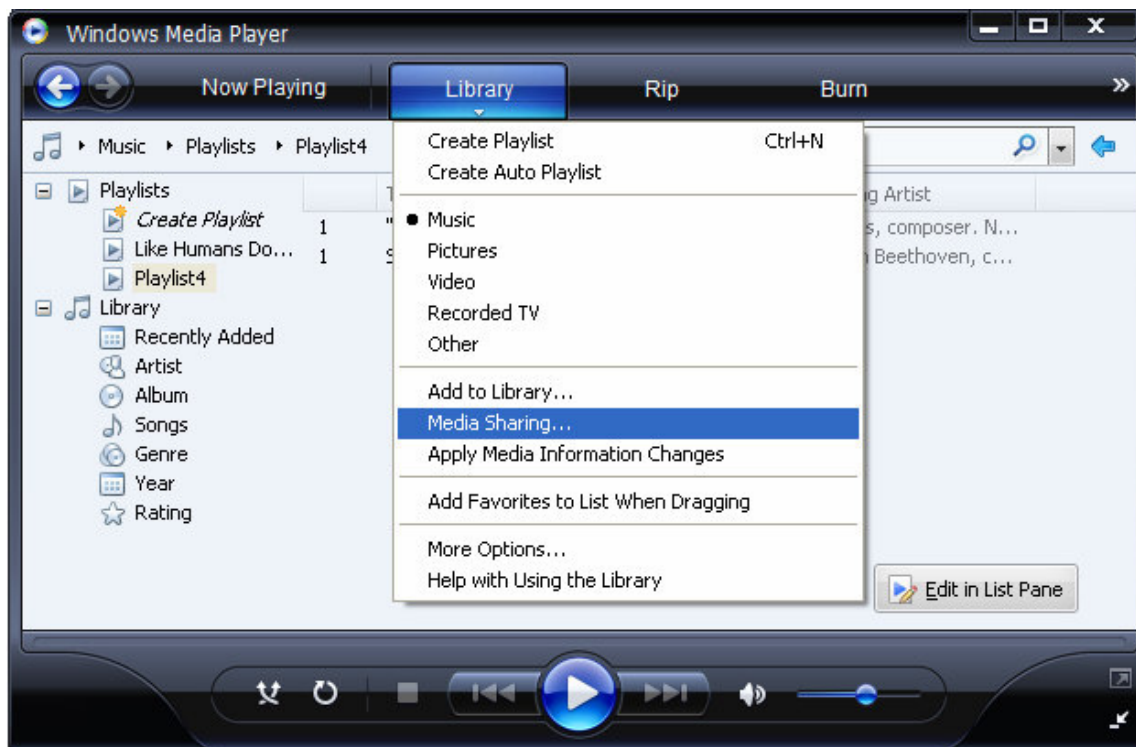 Windows Media Player
Now Playing Library Rip Burn »
Music Playlists Playlist4
Create Playlist Ctrl+N
Create Auto Playlist
Music
Pictures
Video
Recorded TV
Other
Add to Library...
Media Sharing...
Apply Media Information Changes
Add Favorites to List When Dragging
More Options...
Help with Using the Library
Playlists
Create Playlist
Like Humans Do...
Playlist4
Library
Recently Added
Artist
Album
Songs
Genre
Year
Rating
Artist
1 composer. N...
1 Beethoven, c...
Edit in List Pane